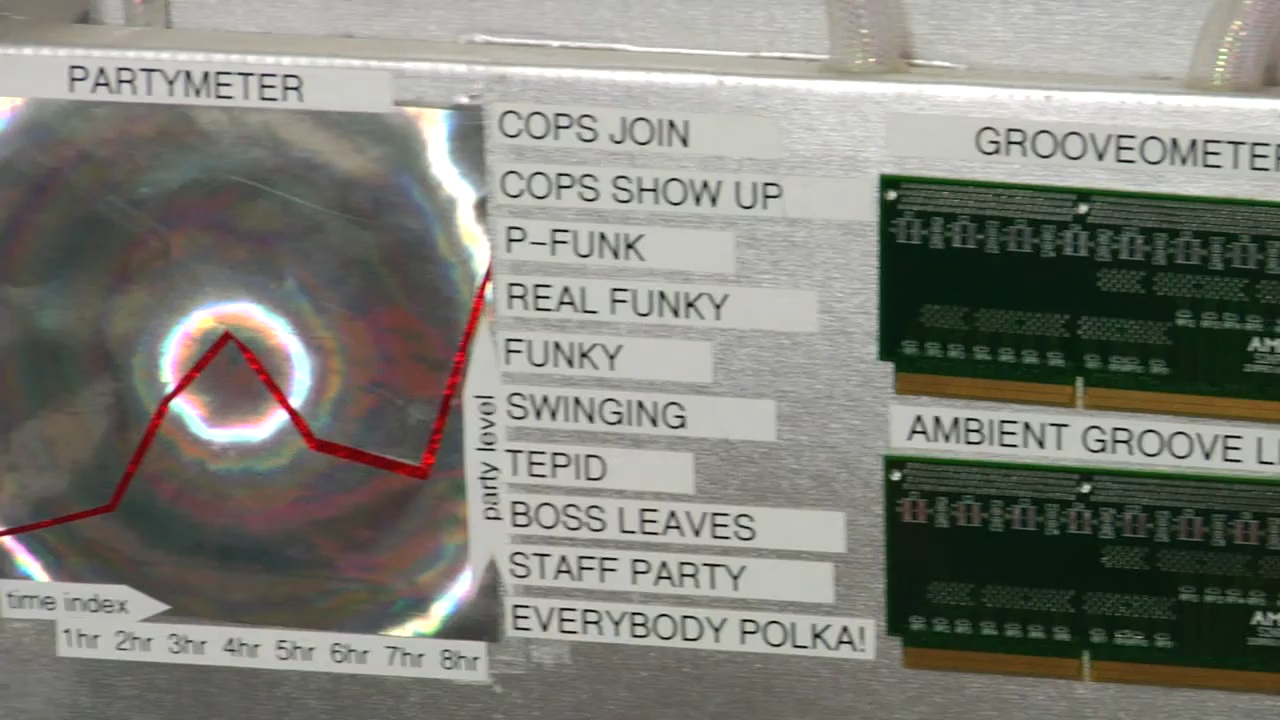 PARTYMETER
COPS JOIN
COPS SHOW UP
P-FUNK
REAL FUNKY
FUNKY
SWINGING
TEPID
BOSS LEAVES
STAFF PARTY
EVERYBODY POLKA!
party level
time index
1hr 2hr 3hr 4hr 5hr 6hr 7hr 8hr
GROOVEOMETE
AMBIENT GROOVE L